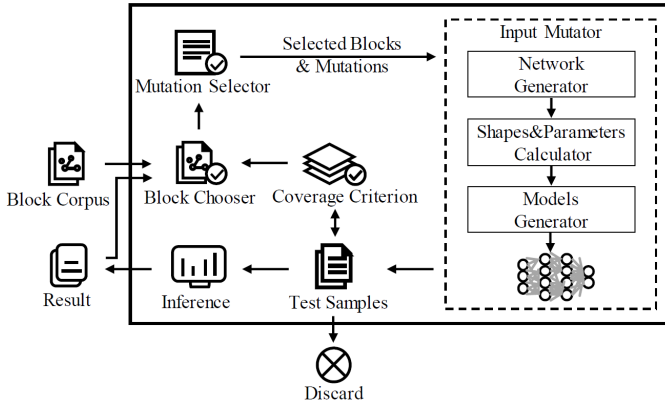 Selected Blocks
& Mutations
Input Mutator
Network
Generator
Mutation Selector
Shapes&Parameters
Calculator
Block Corpus
Block Chooser
Coverage Criterion
Models
Generator
Result
Inference
Test Samples
Discard